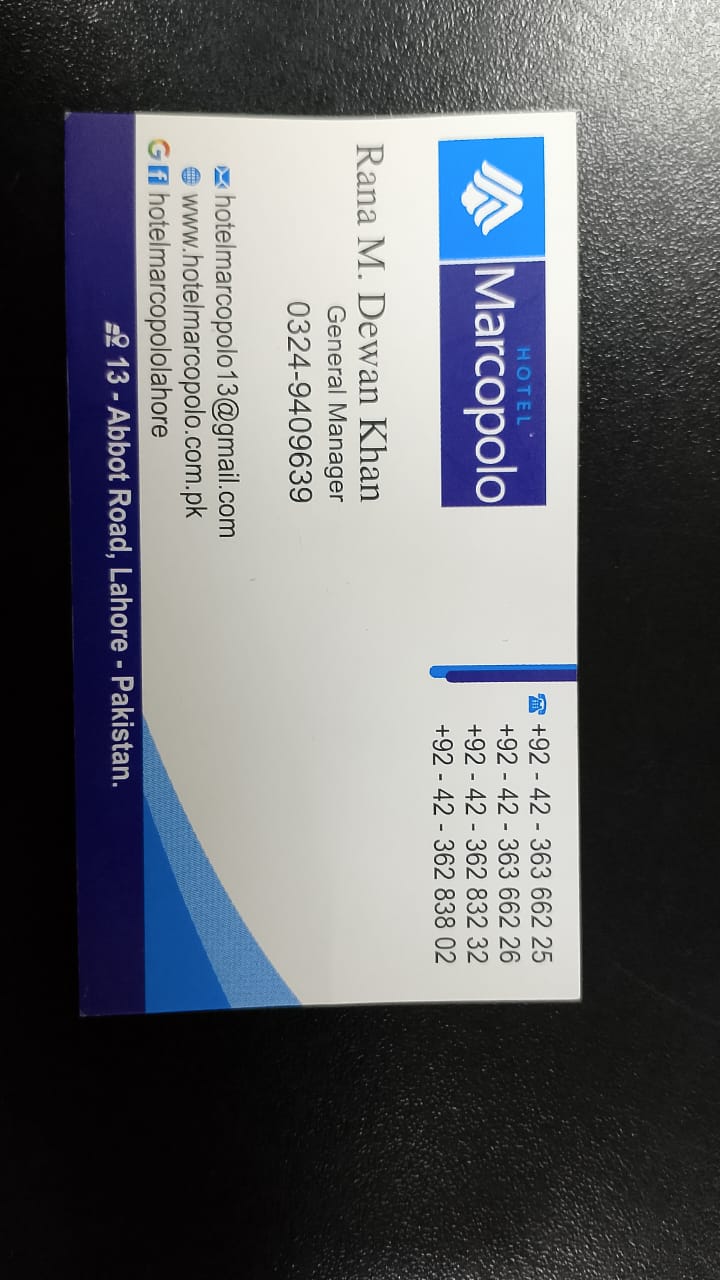 HOTEL
Marcopolo
+92 - 42 - 363 662 25
+92 - 42 - 363 662 26
+92 - 42 - 362 832 32
+92 - 42 - 362 838 02
Rana M. Dewan Khan
General Manager
0324-9409639
hotelmarcopolo13@gmail.com
www.hotelmarcopolo.com.pk
hotelmarcopololahore
13 - Abbot Road, Lahore - Pakistan.